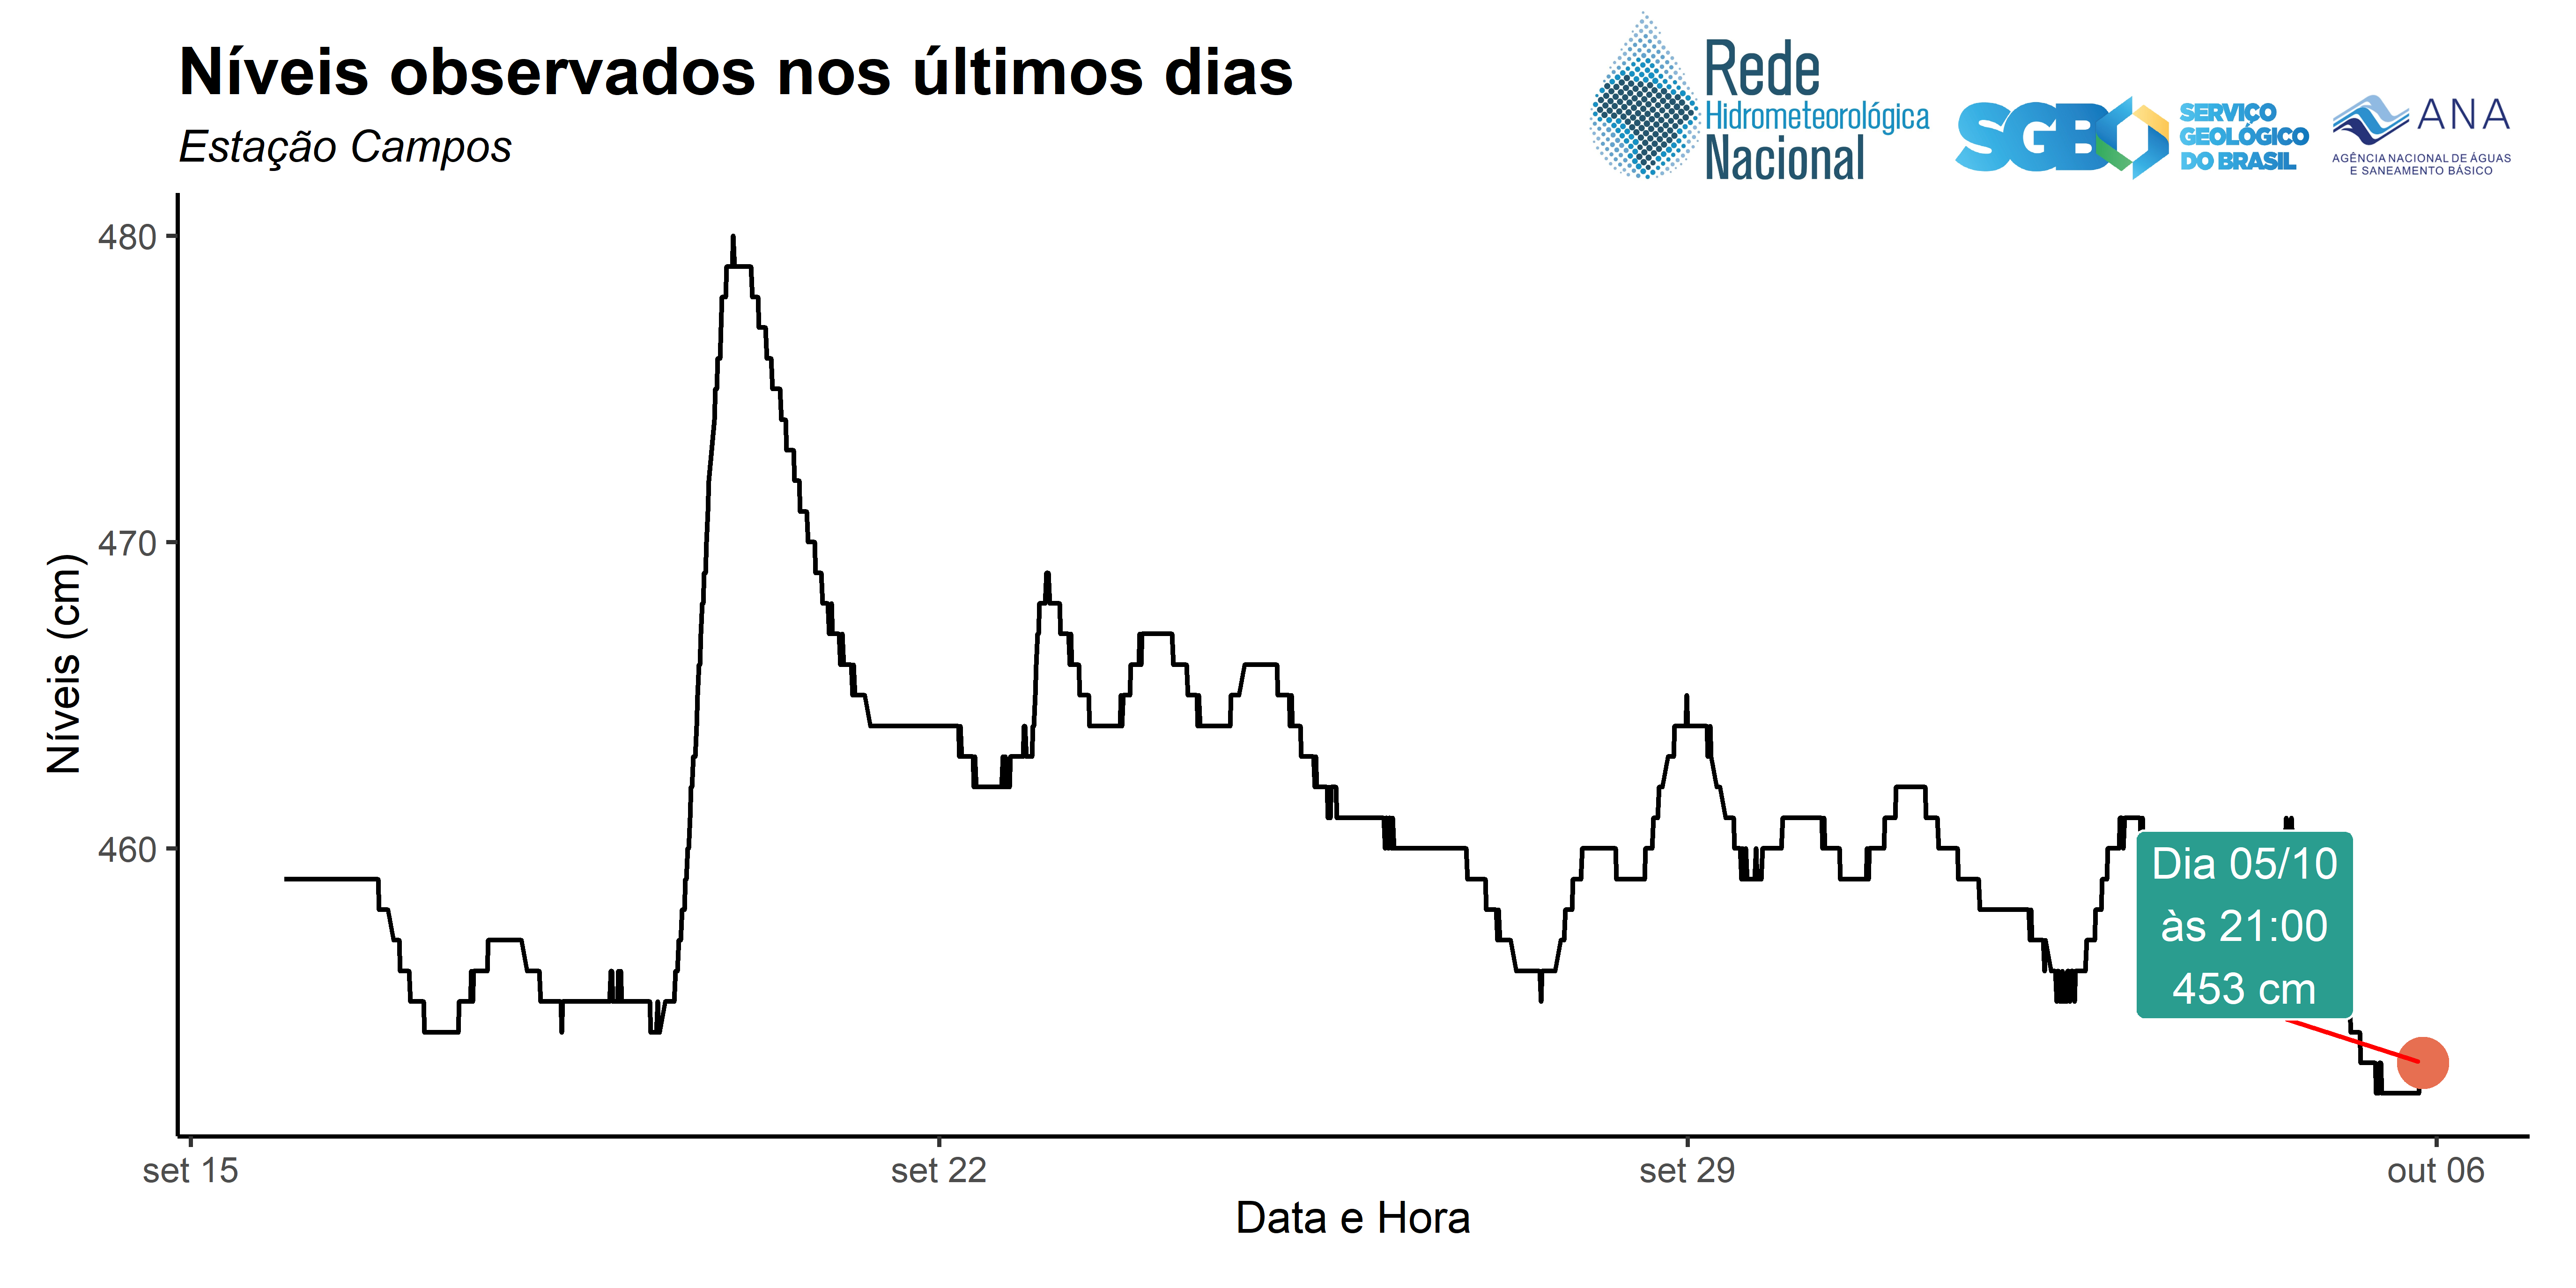 Níveis observados nos últimos dias
Estação Campos
Rede
Hidrometeorológica
Nacional
SGB
SERVIÇO
GEOLÓGICO
DO BRASIL
ANA
AGÊNCIA NACIONAL DE ÁGUAS
E SANEAMENTO BÁSICO
480
470
460
Níveis (cm)
Dia 05/10
às 21:00
453 cm
set 15
set 22
set 29
out 06
Data e Hora